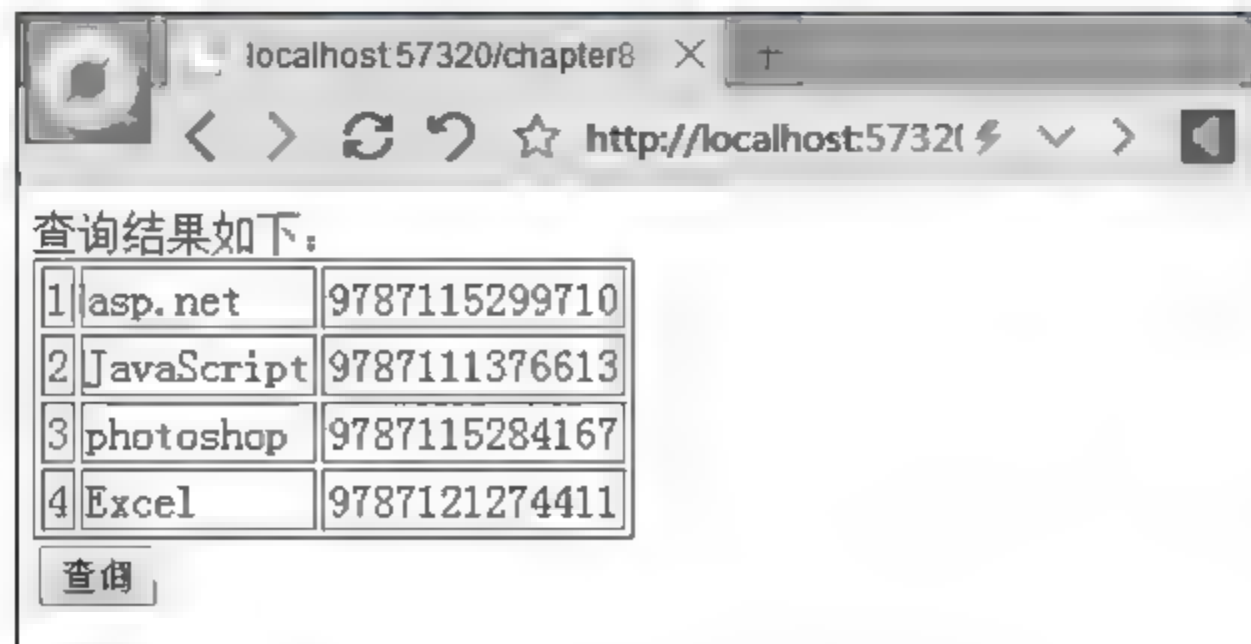 localhost:57320/chapter8
http://localhost:5732(
查询结果如下:
1 asp.net 9787115299710
2 JavaScript 9787111376613
3 photoshop 9787115284167
4 Excel 9787121274411
查询